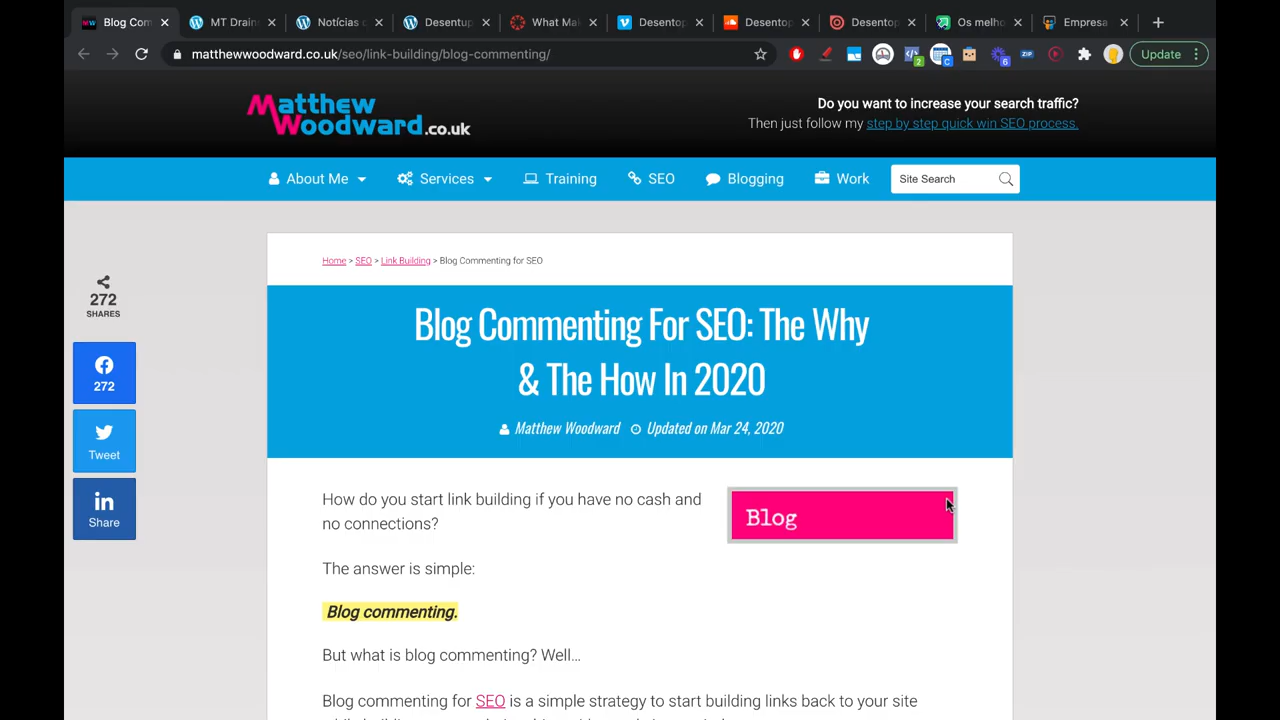 Blog Com
MT Drain
Notícias c
Desentup
What Mak
Desentop
Desentop
Desentop
Os melho
Empresa
matthewwoodward.co.uk/seo/link-building/blog-commenting/
2
C
6
ZIP
Update
Matthew
Woodward.co.uk
Do you want to increase your search traffic?
Then just follow my step by step quick win SEO process.
About Me
Services
Training
SEO
Blogging
Work
Site Search
Home > SEO > Link Building > Blog Commenting for SEO
272
SHARES
272
Tweet
Share
Blog Commenting For SEO: The Why
& The How In 2020
Matthew Woodward
Updated on Mar 24, 2020
How do you start link building if you have no cash and
no connections?
Blog
The answer is simple:
Blog commenting.
But what is blog commenting? Well…
Blog commenting for SEO is a simple strategy to start building links back to your site